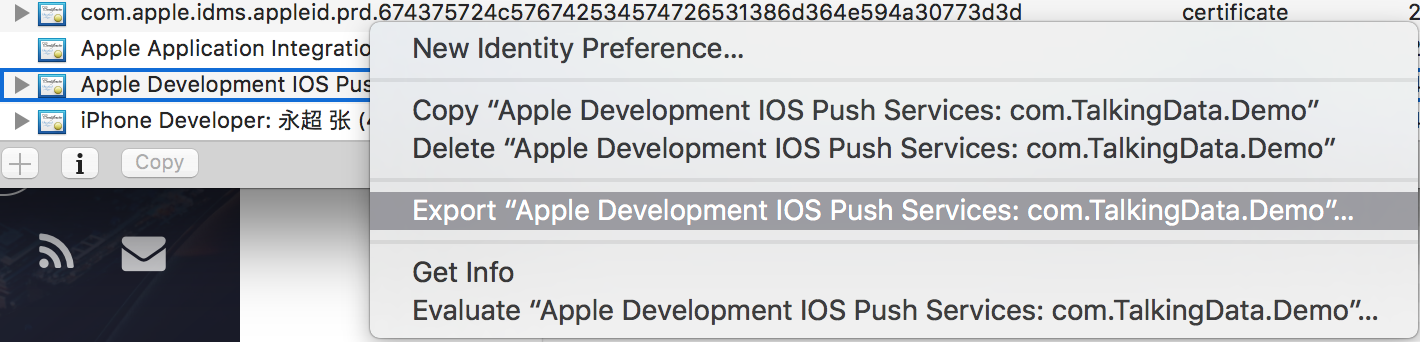 com.apple.idms.appleid.prd.674375724c576742534574726531386d364e594a30773d3d certificate 2
Apple Application Integratio
Apple Development IOS Pus
iPhone Developer: 永超 张 (4
Copy
New Identity Preference...
Copy “Apple Development IOS Push Services: com.TalkingData.Demo”
Delete “Apple Development IOS Push Services: com.TalkingData.Demo”
Export “Apple Development IOS Push Services: com.TalkingData.Demo”...
Get Info
Evaluate “Apple Development IOS Push Services: com.TalkingData.Demo”...